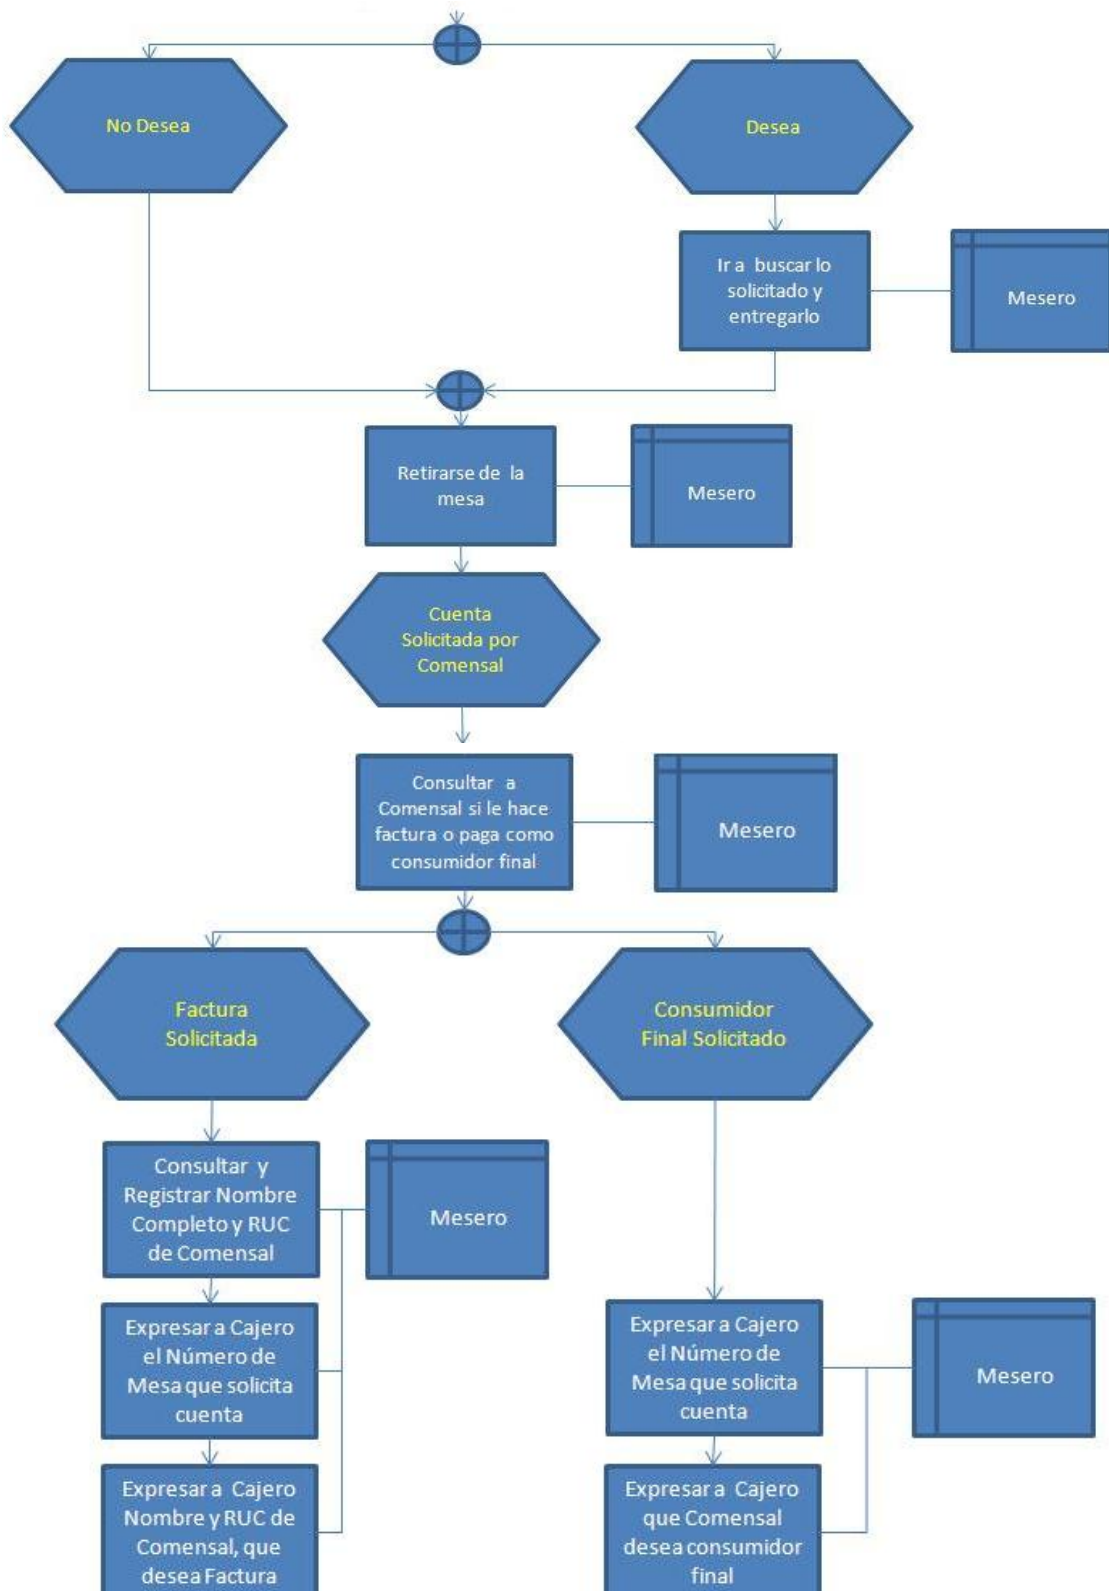 No Desea
Desea
Ir a buscar lo
solicitado y
entregarlo
Mesero
Retirarse de la
mesa
Mesero
Cuenta
Solicitada por
Comensal
Consultar a
Comensal si le hace
factura o paga como
consumidor final
Mesero
Factura
Solicitada
Consumidor
Final Solicitado
Consultar y
Registrar Nombre
Completo y RUC
de Comensal
Mesero
Expresar a Cajero
el Número de
Mesa que solicita
cuenta
Expresar a Cajero
el Número de
Mesa que solicita
cuenta
Mesero
Expresar a Cajero
Nombre y RUC de
Comensal, que
desea Factura
Expresar a Cajero
que Comensal
desea consumidor
final